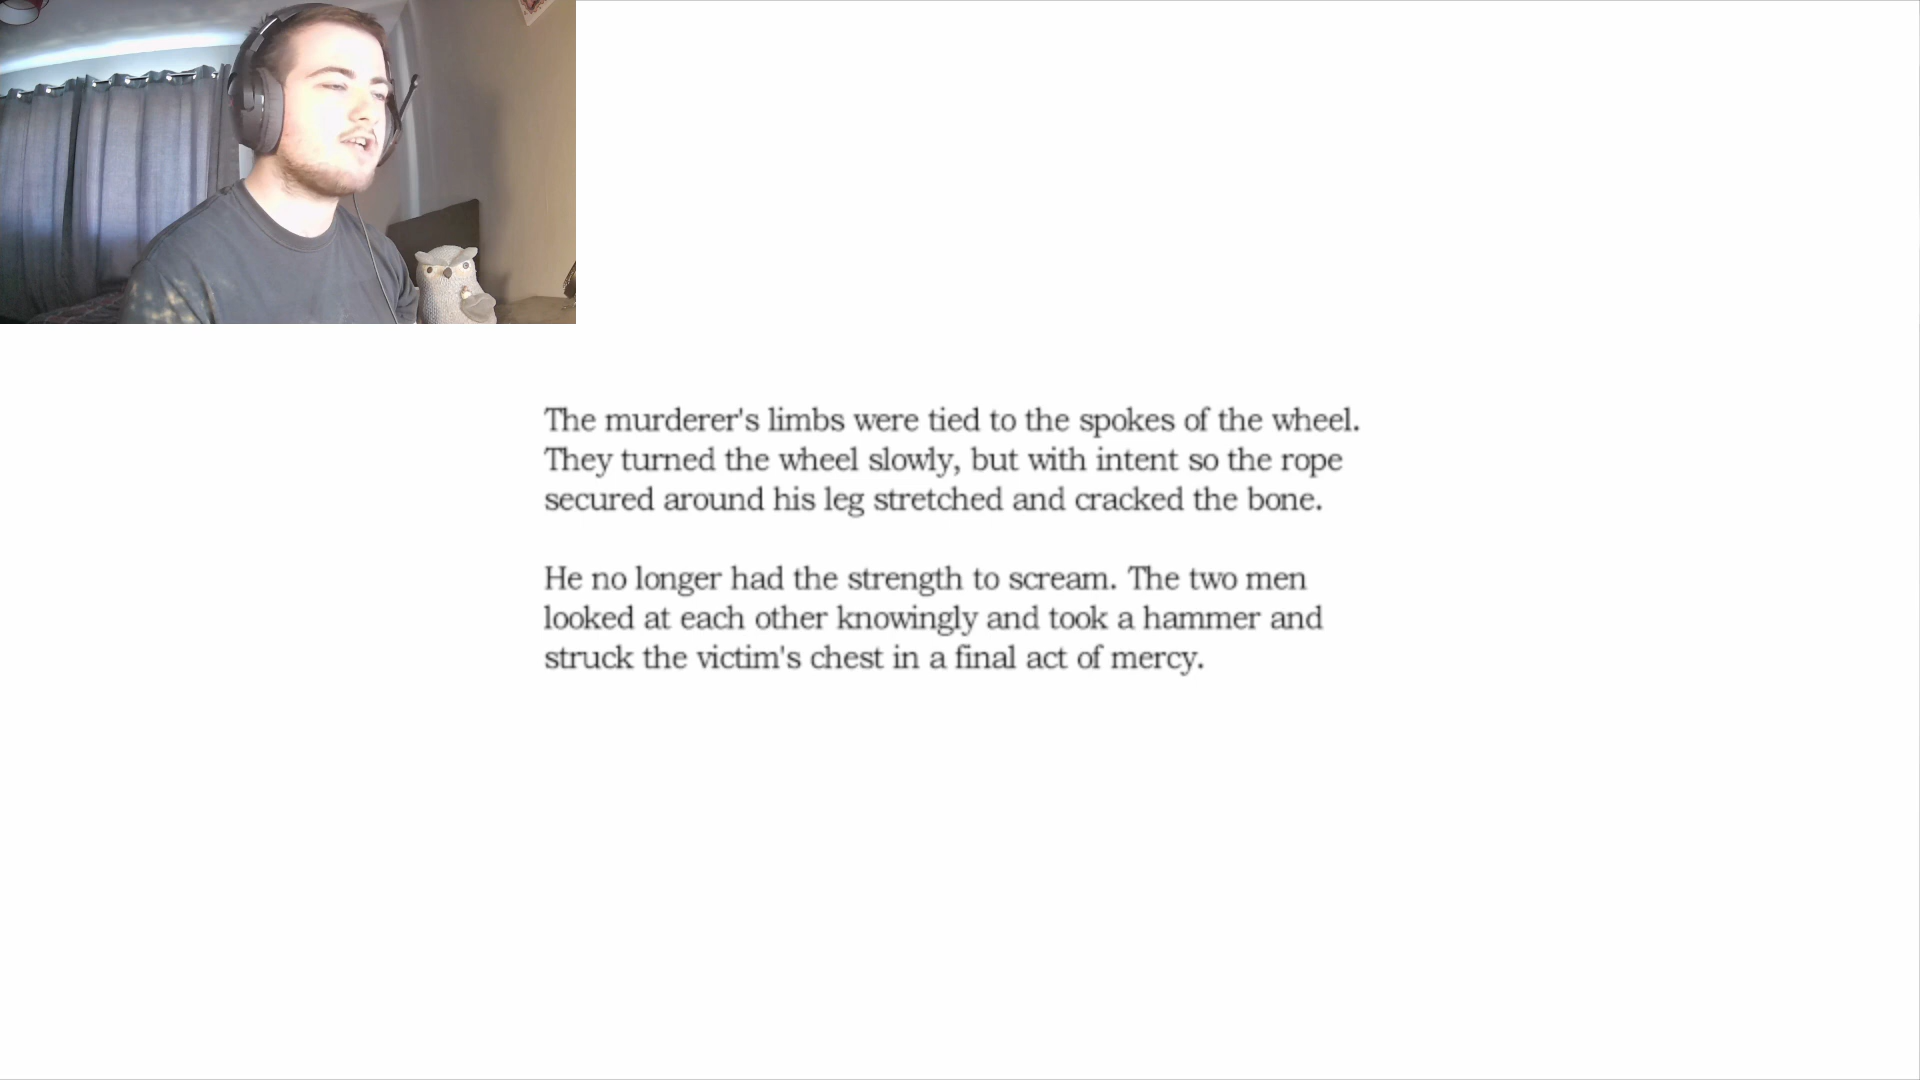 The murderer's limbs were tied to the spokes of the wheel.
They turned the wheel slowly, but with intent so the rope
secured around his leg stretched and cracked the bone.
He no longer had the strength to scream. The two men
looked at each other knowingly and took a hammer and
struck the victim's chest in a final act of mercy.